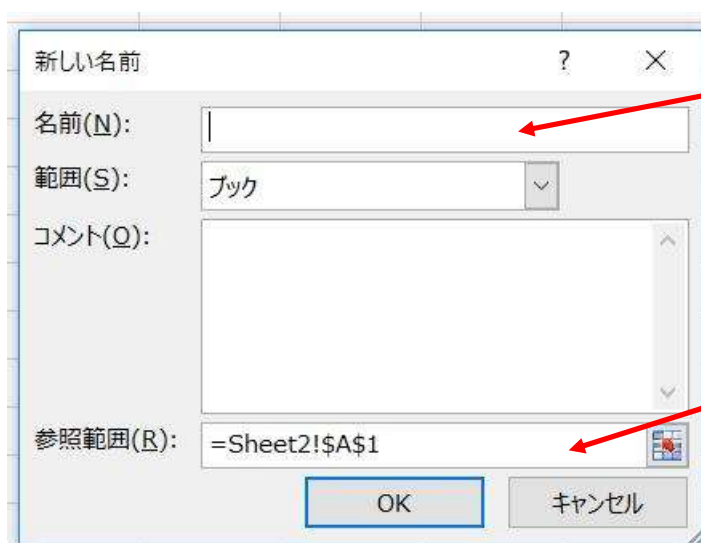 新しい名前 ? ×
名前(N):
範囲(S): ブック
コメント(O):
参照範囲(R): =Sheet2!$A$1
OK キャンセル